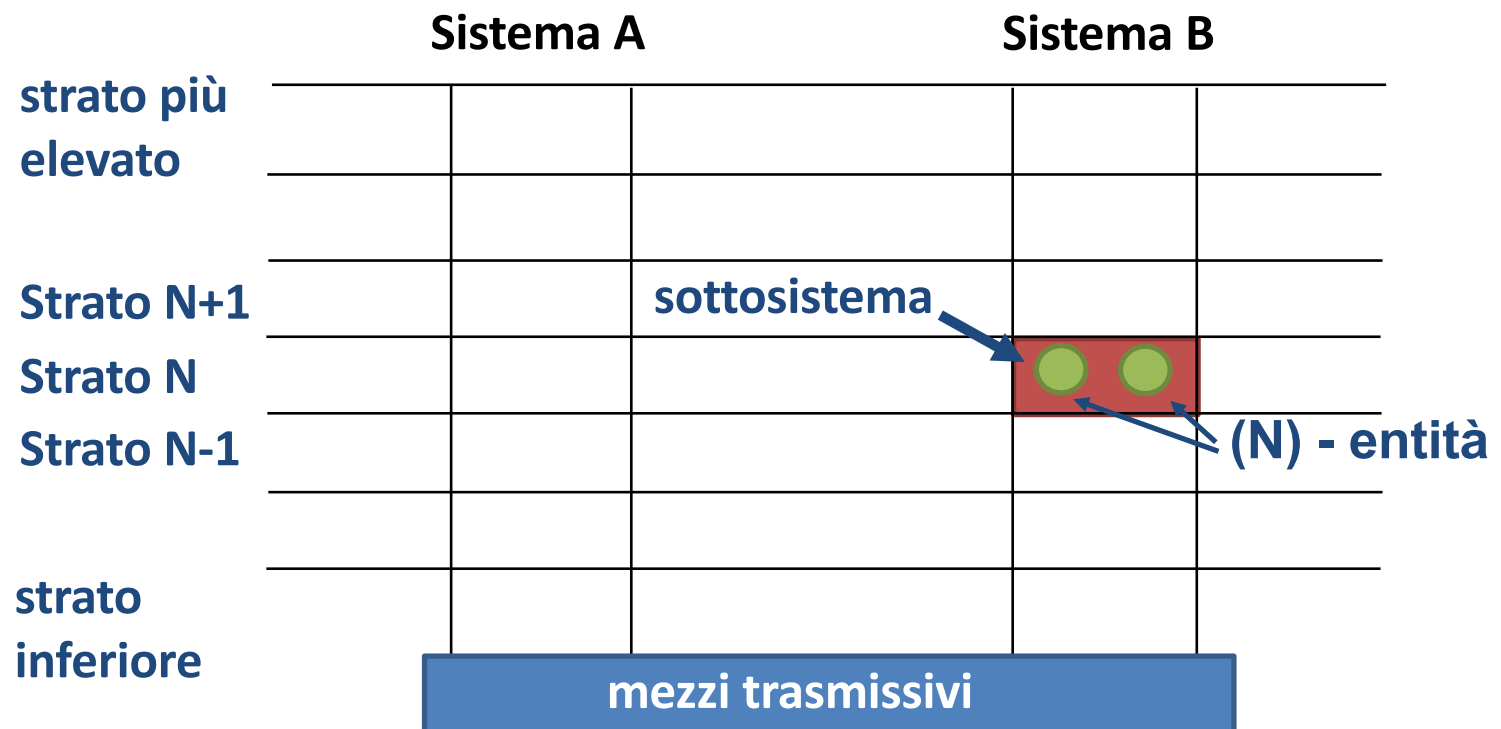 Sistema A
Sistema B
strato più
elevato
Strato N+1
sottosistema
Strato N
Strato N-1
(N) - entità
strato
inferiore
mezzi trasmissivi